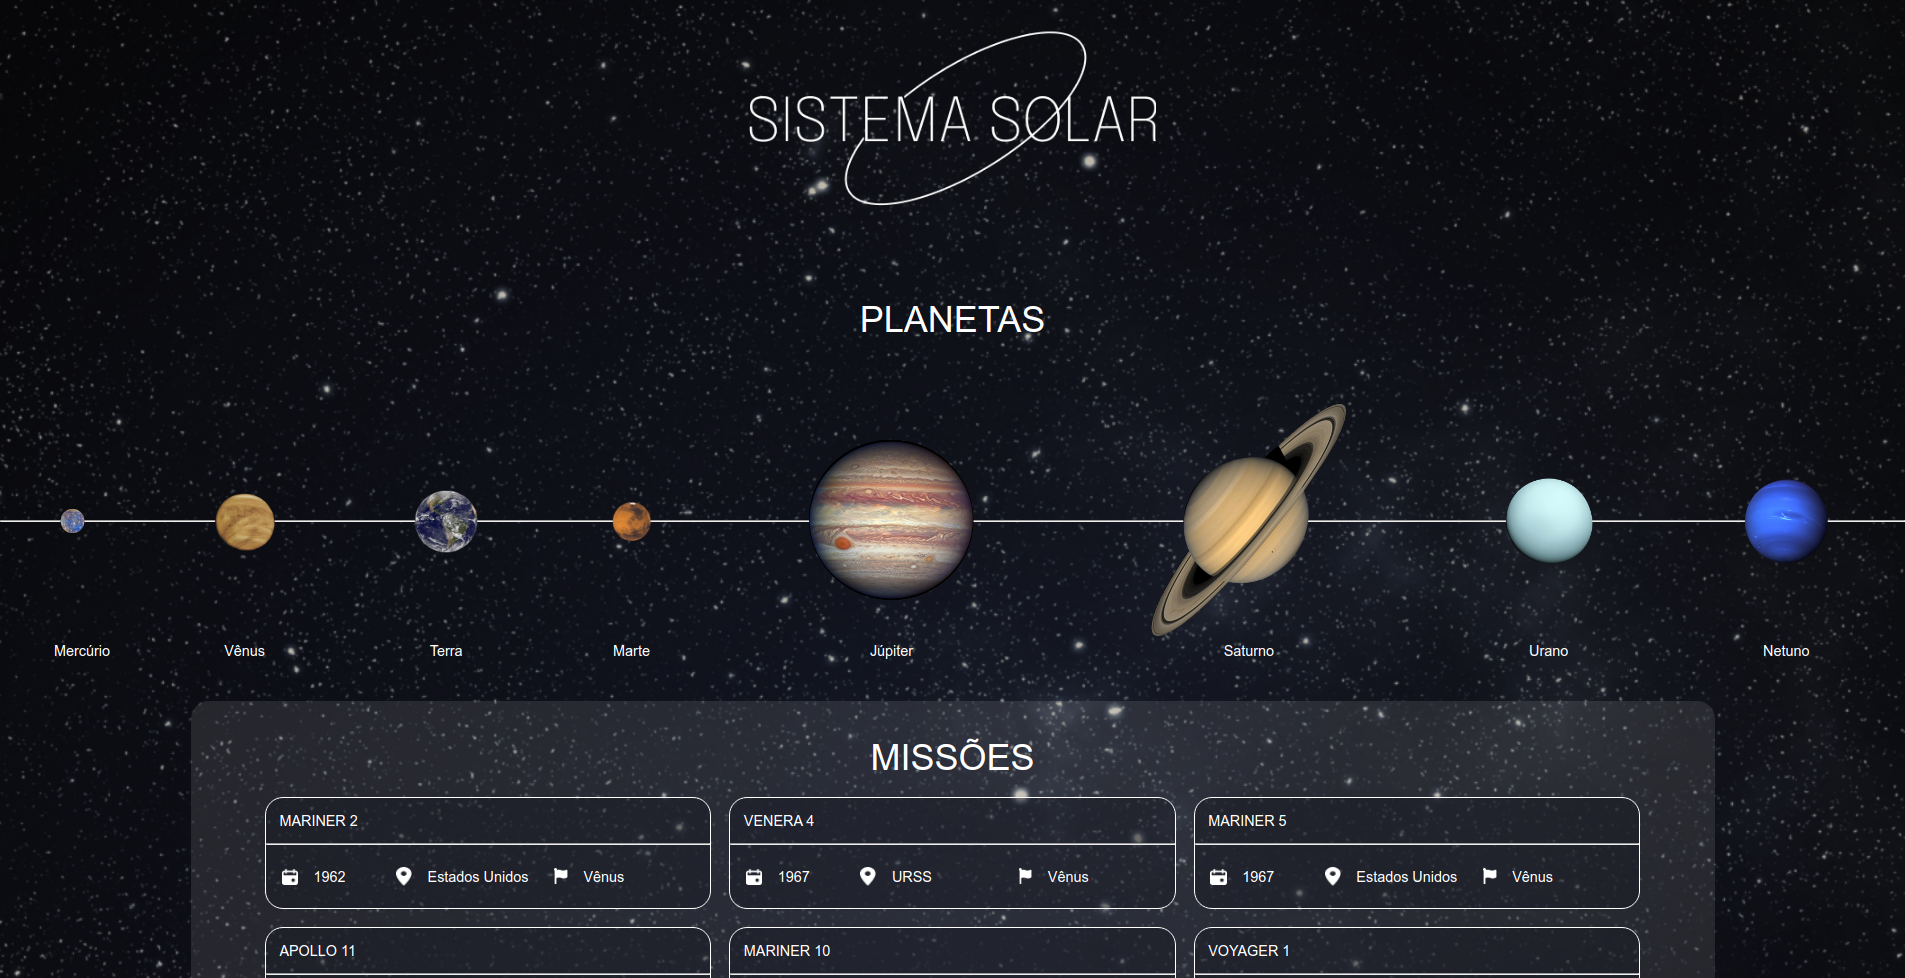 SISTEMA SOLAR
PLANETAS
Mercúrio
Vênus
Terra
Marte
Júpiter
Saturno
Urano
Netuno
MISSÕES
MARINER 2
1962 Estados Unidos Vênus
VENERA 4
1967 URSS Vênus
MARINER 5
1967 Estados Unidos Vênus
APOLLO 11
MARINER 10
VOYAGER 1